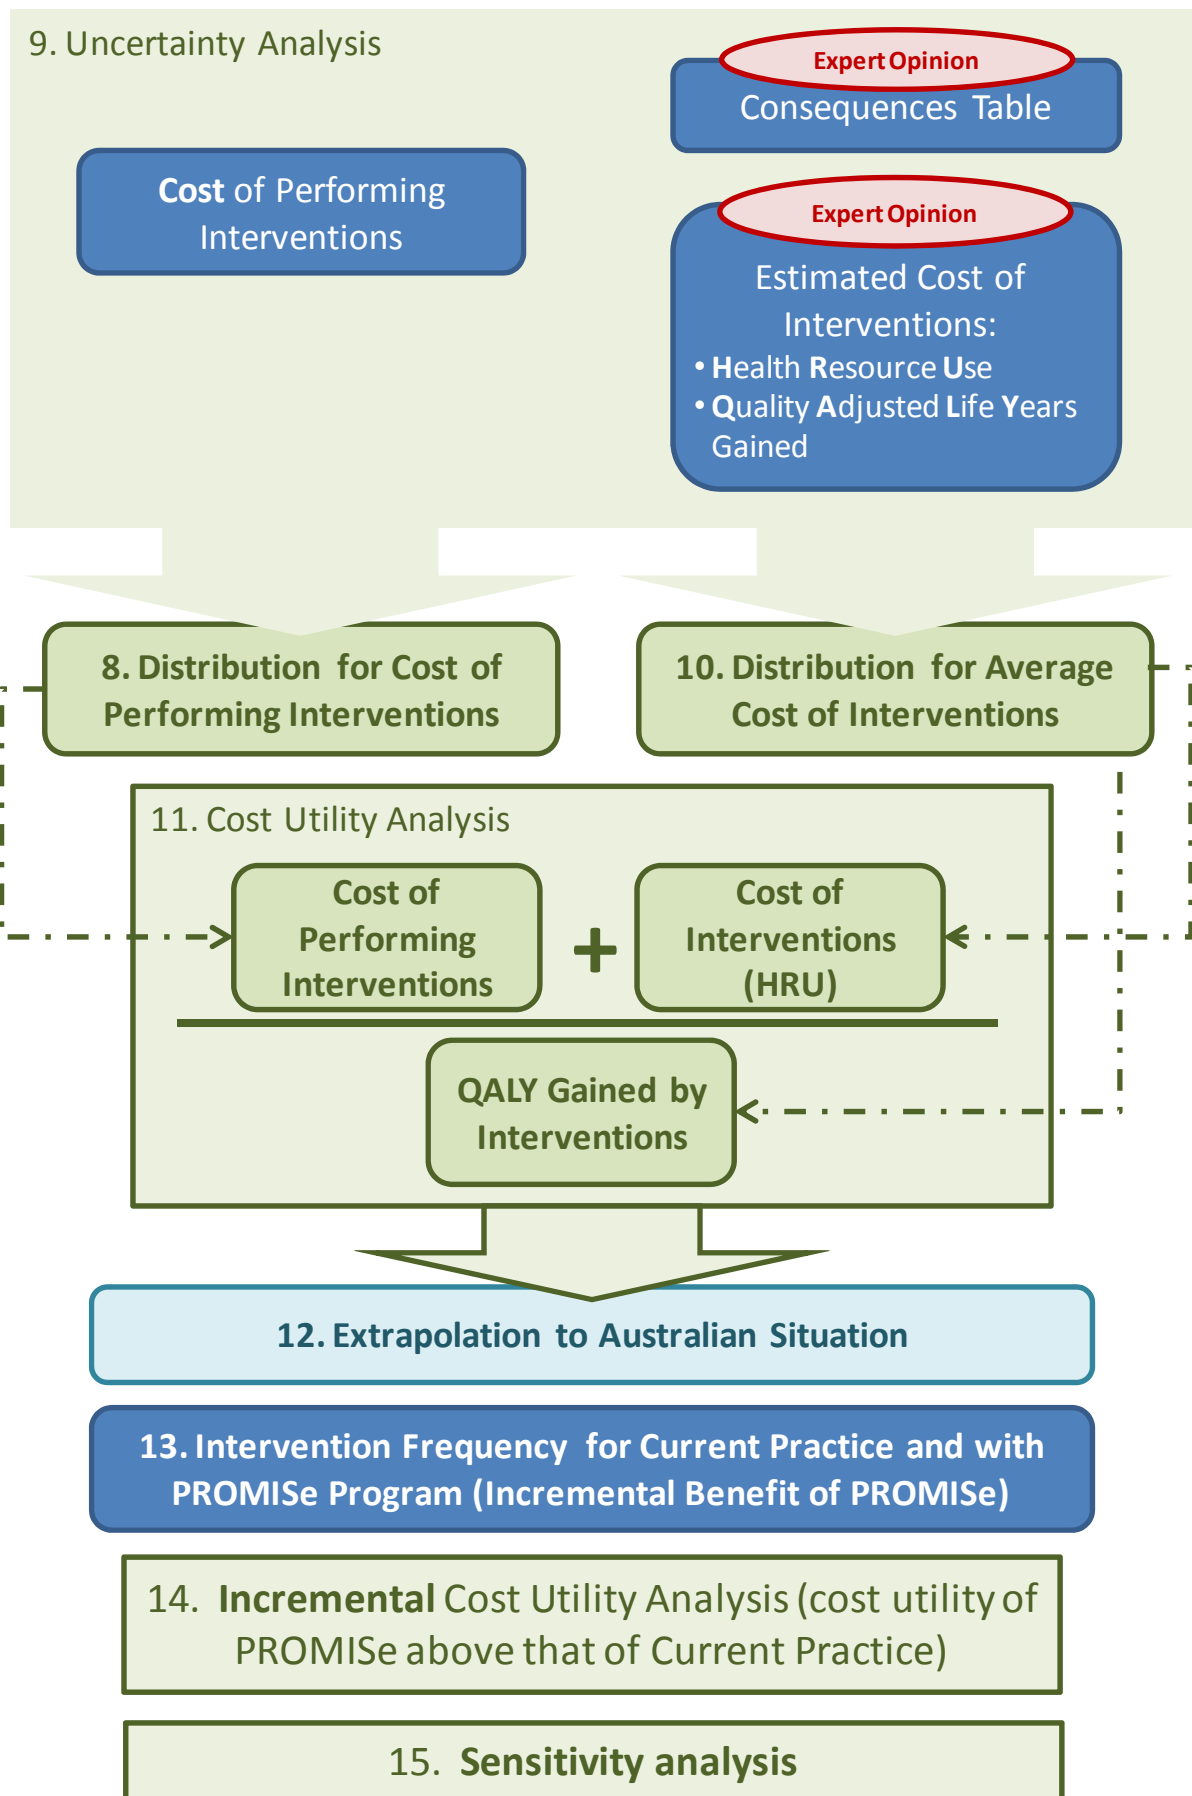 9. Uncertainty Analysis
Expert Opinion
Consequences Table
Cost of Performing
Interventions
Expert Opinion
Estimated Cost of
Interventions:
• Health Resource Use
• Quality Adjusted Life Years
Gained
8. Distribution for Cost of
Performing Interventions
10. Distribution for Average
Cost of Interventions
11. Cost Utility Analysis
Cost of
Performing
Interventions
+
Cost of
Interventions
(HRU)
QALY Gained by
Interventions
12. Extrapolation to Australian Situation
13. Intervention Frequency for Current Practice and with
PROMISe Program (Incremental Benefit of PROMISe)
14. Incremental Cost Utility Analysis (cost utility of
PROMISe above that of Current Practice)
15. Sensitivity analysis